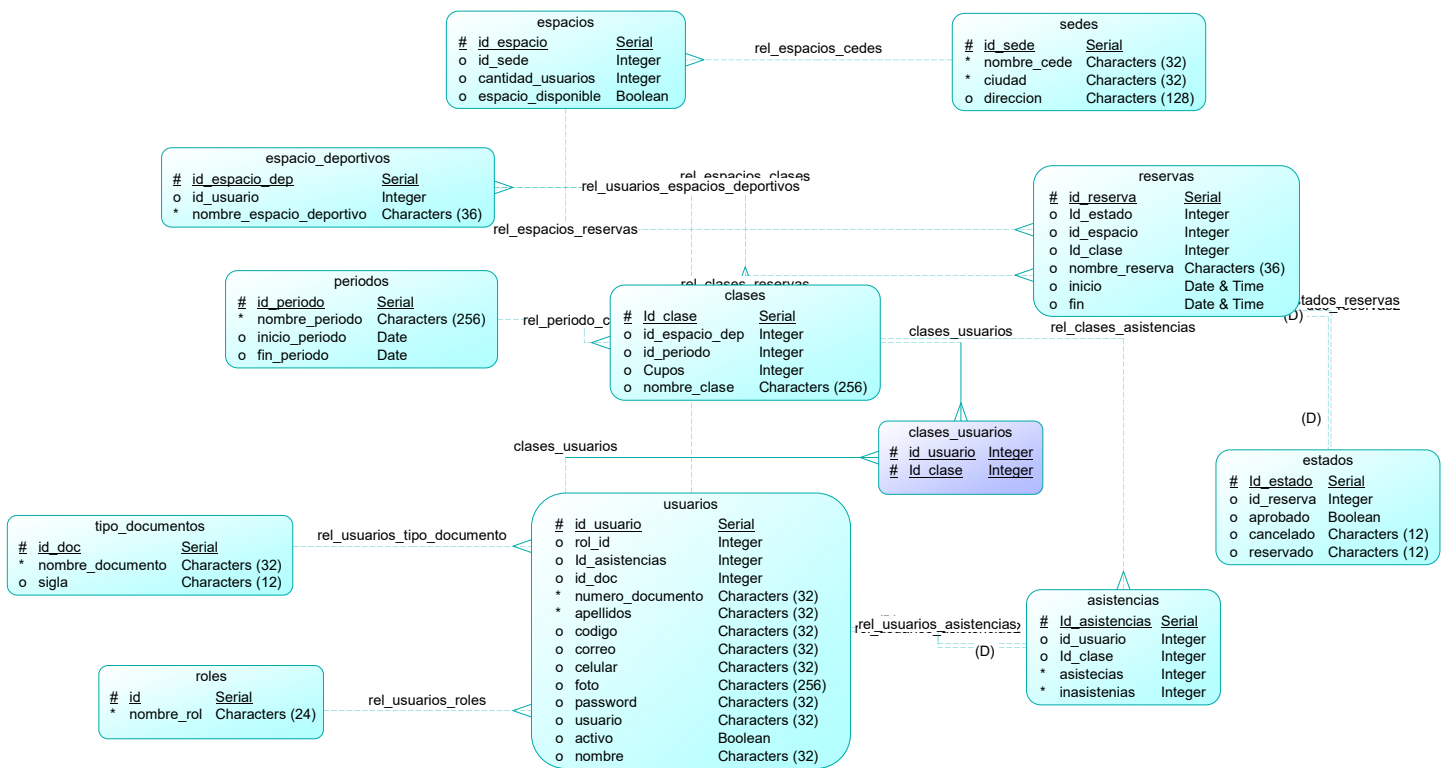 espacios
# id_espacio Serial
o id_sede Integer
o cantidad_usuarios Integer
o espacio_disponible Boolean
rel_espacios_cedes
sedes
# id_sede Serial
* nombre_cede Characters (32)
* ciudad Characters (32)
o direccion Characters (128)
espacio_deportivos
# id_espacio_dep Serial
o id_usuario Integer
* nombre_espacio_deportivo Characters (36)
rel_espacios_clases
rel_usuarios_espacios_deportivos
rel_espacios_reservas
reservas
# id_reserva Serial
o Id_estado Integer
o id_espacio Integer
o Id_clase Integer
o nombre_reserva Characters (36)
o inicio Date & Time
o fin Date & Time
periodos
# id_periodo Serial
* nombre_periodo Characters (256)
o inicio_periodo Date
o fin_periodo Date
rel_clases_reservas
rel_periodo_c
clases
# Id_clase Serial
o id_espacio_dep Integer
o id_periodo Integer
o Cupos Integer
o nombre_clase Characters (256)
clases_usuarios
rel_clases_asistencias
(D)
(D)
clases_usuarios
clases_usuarios
# id_usuario Integer
# Id_clase Integer
estados
# Id_estado Serial
o id_reserva Integer
o aprobado Boolean
o cancelado Characters (12)
o reservado Characters (12)
tipo_documentos
# id_doc Serial
* nombre_documento Characters (32)
o sigla Characters (12)
rel_usuarios_tipo_documento
usuarios
# id_usuario Serial
o rol_id Integer
o Id_asistencias Integer
o id_doc Integer
* numero_documento Characters (32)
* apellidos Characters (32)
o codigo Characters (32)
o correo Characters (32)
o celular Characters (32)
o foto Characters (256)
o password Characters (32)
o usuario Characters (32)
o activo Boolean
o nombre Characters (32)
rel_usuarios_asistencias
(D)
asistencias
# Id_asistencias Serial
o id_usuario Integer
o Id_clase Integer
* asistecias Integer
* inasistenias Integer
roles
# id Serial
* nombre_rol Characters (24)
rel_usuarios_roles